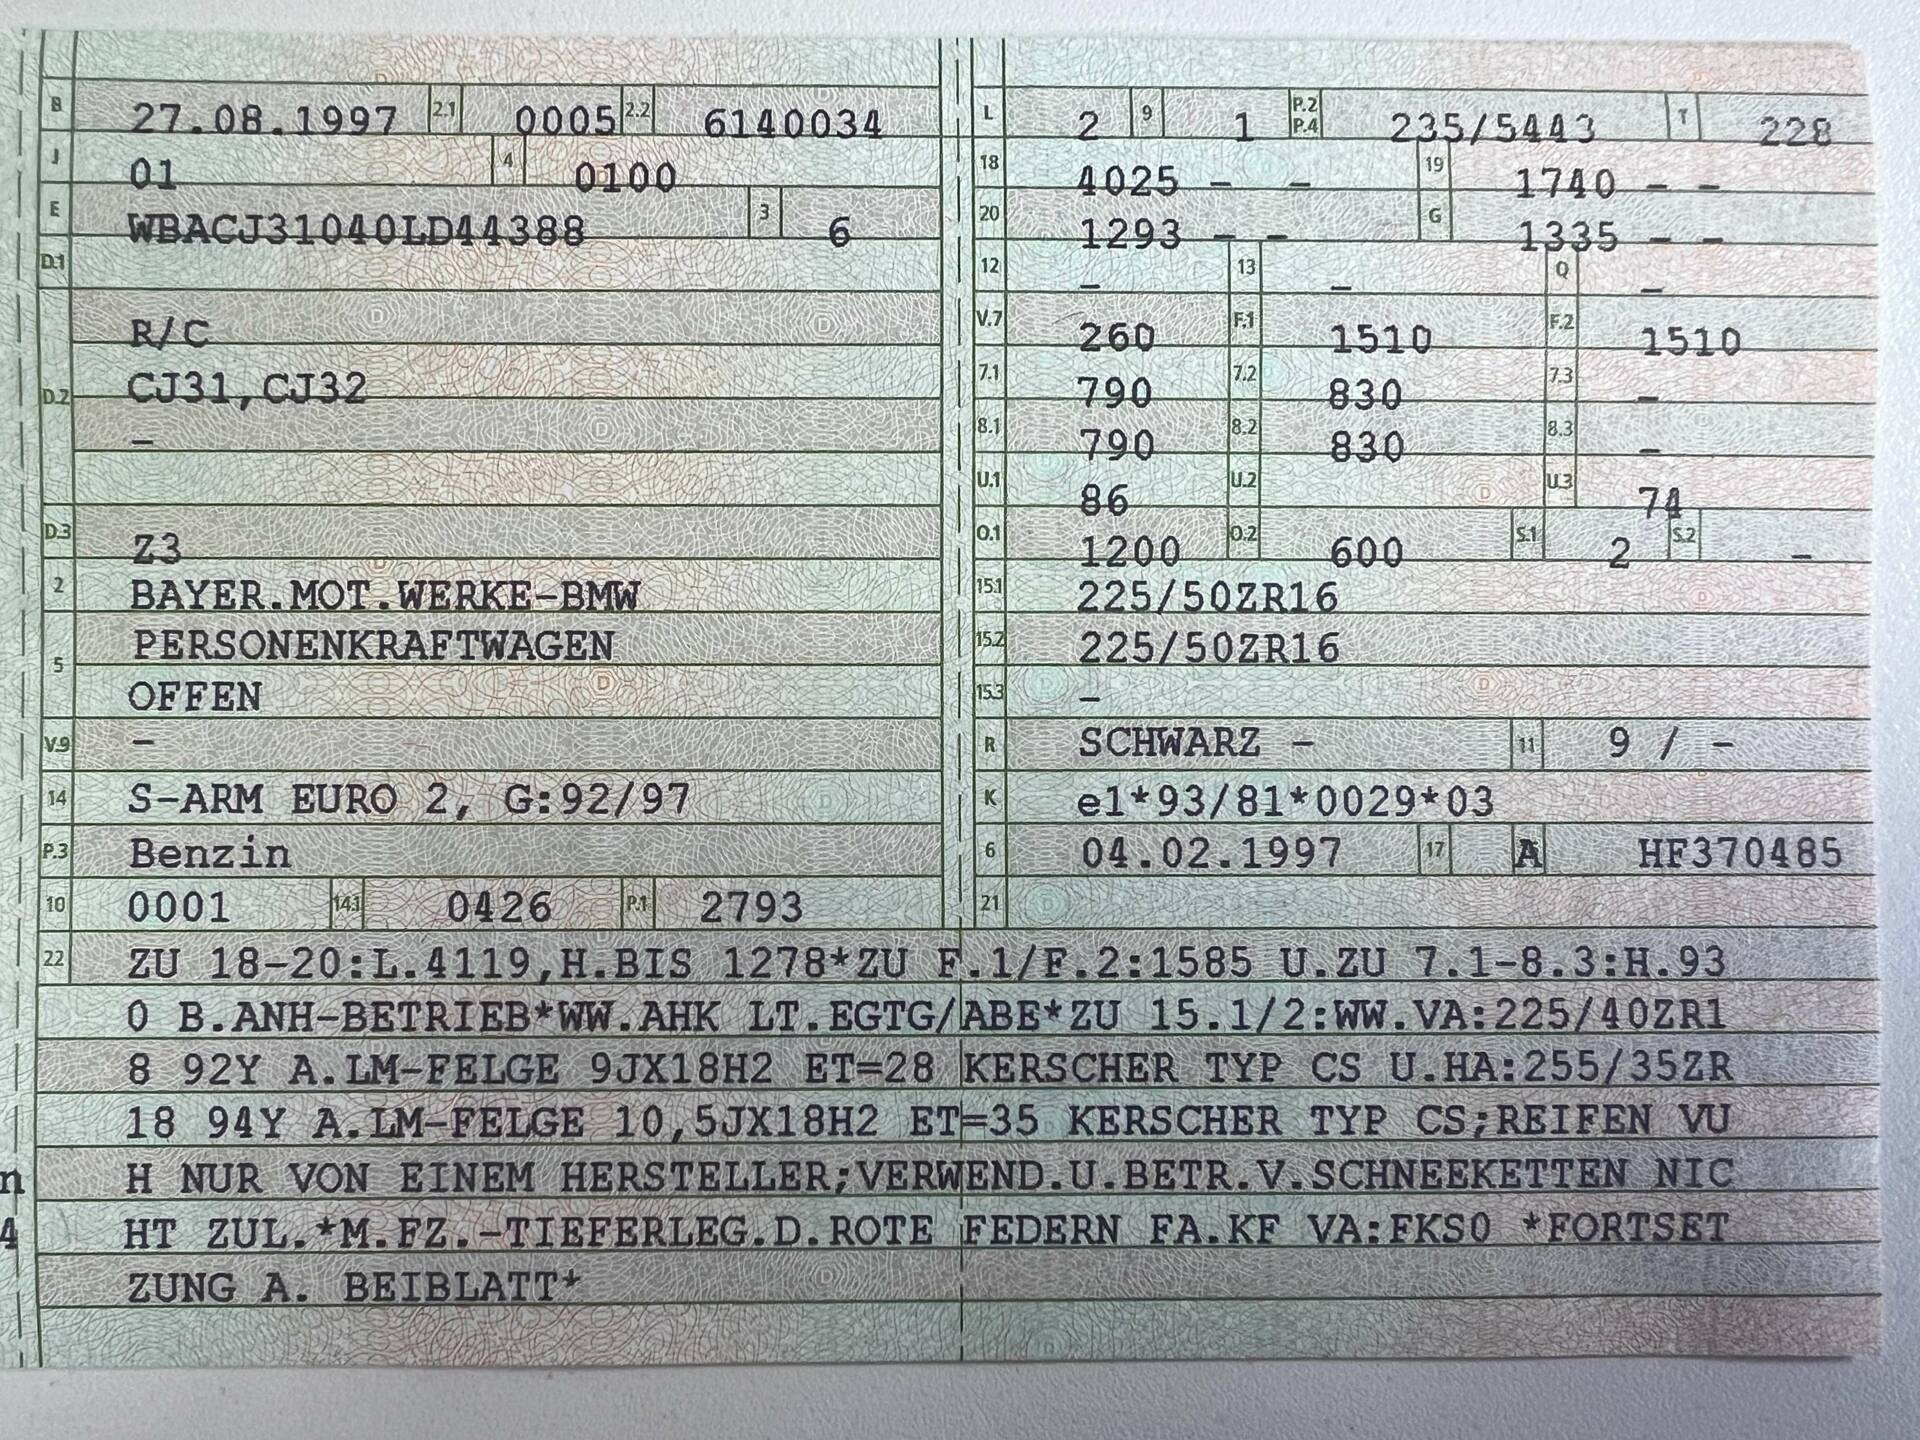 B 27.08.1997 2.1 0005 2.2 6140034
J 01 4 0100
E WBACJ31040LD44388 3 6
D.1
R/C
D.2 CJ31,CJ32
–
D.3 Z3
2 BAYER.MOT.WERKE-BMW
5 PERSONENKRAFTWAGEN
OFFEN
V.9 –
14 S-ARM EURO 2, G:92/97
P.3 Benzin
10 0001 14.1 0426 P.1 2793
L 2 9 1 P.2 P.4 235/5443 T 228
18 4025 – – 19 1740 – –
20 1293 – – G 1335 – –
12 – 13 – Q –
V.7 260 F.1 1510 F.2 1510
7.1 790 7.2 830 7.3 –
8.1 790 8.2 830 8.3 –
U.1 86 U.2 U.3 74
O.1 1200 O.2 600 S.1 2 S.2 –
15.1 225/50ZR16
15.2 225/50ZR16
15.3 –
R SCHWARZ – 11 9 / –
K e1*93/81*0029*03
6 04.02.1997 17 A HF370485
21
22 ZU 18-20:L.4119,H.BIS 1278*ZU F.1/F.2:1585 U.ZU 7.1-8.3:H.93
0 B.ANH-BETRIEB*WW.AHK LT.EGTG/ABE*ZU 15.1/2:WW.VA:225/40ZR1
8 92Y A.LM-FELGE 9JX18H2 ET=28 KERSCHER TYP CS U.HA:255/35ZR
18 94Y A.LM-FELGE 10,5JX18H2 ET=35 KERSCHER TYP CS;REIFEN VU
n H NUR VON EINEM HERSTELLER;VERWEND.U.BETR.V.SCHNEEKETTEN NIC
4 HT ZUL.*M.FZ.-TIEFERLEG.D.ROTE FEDERN FA.KF VA:FKS0 *FORTSET
ZUNG A. BEIBLATT*